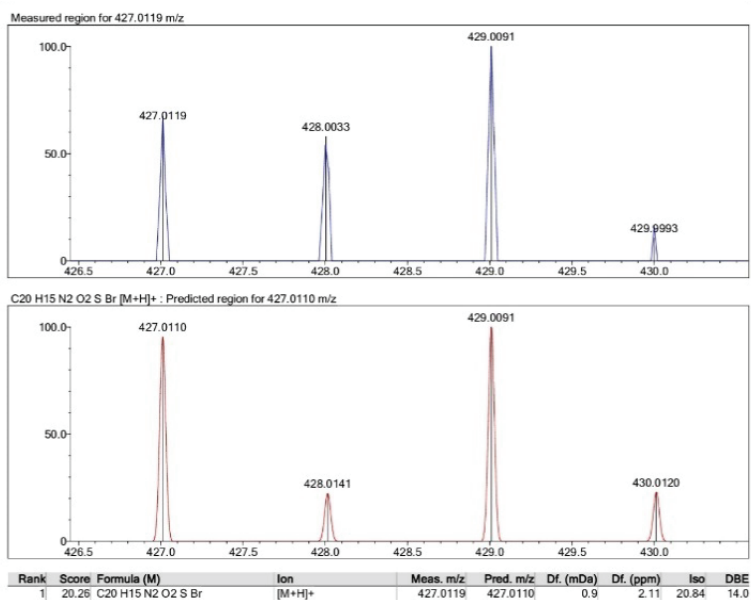 Measured region for 427.0119 m/z
100.0
50.0
0
427.0119
428.0033
429.0091
429.9993
426.5 427.0 427.5 428.0 428.5 429.0 429.5 430.0
C20 H15 N2 O2 S Br [M+H]+ : Predicted region for 427.0110 m/z
100.0
50.0
0
427.0110
428.0141
429.0091
430.0120
426.5 427.0 427.5 428.0 428.5 429.0 429.5 430.0
Rank Score Formula (M) Ion Meas. m/z Pred. m/z Df. (mDa) Df. (ppm) Iso DBE
1 20.26 C20 H15 N2 O2 S Br [M+H]+ 427.0119 427.0110 0.9 2.11 20.84 14.0